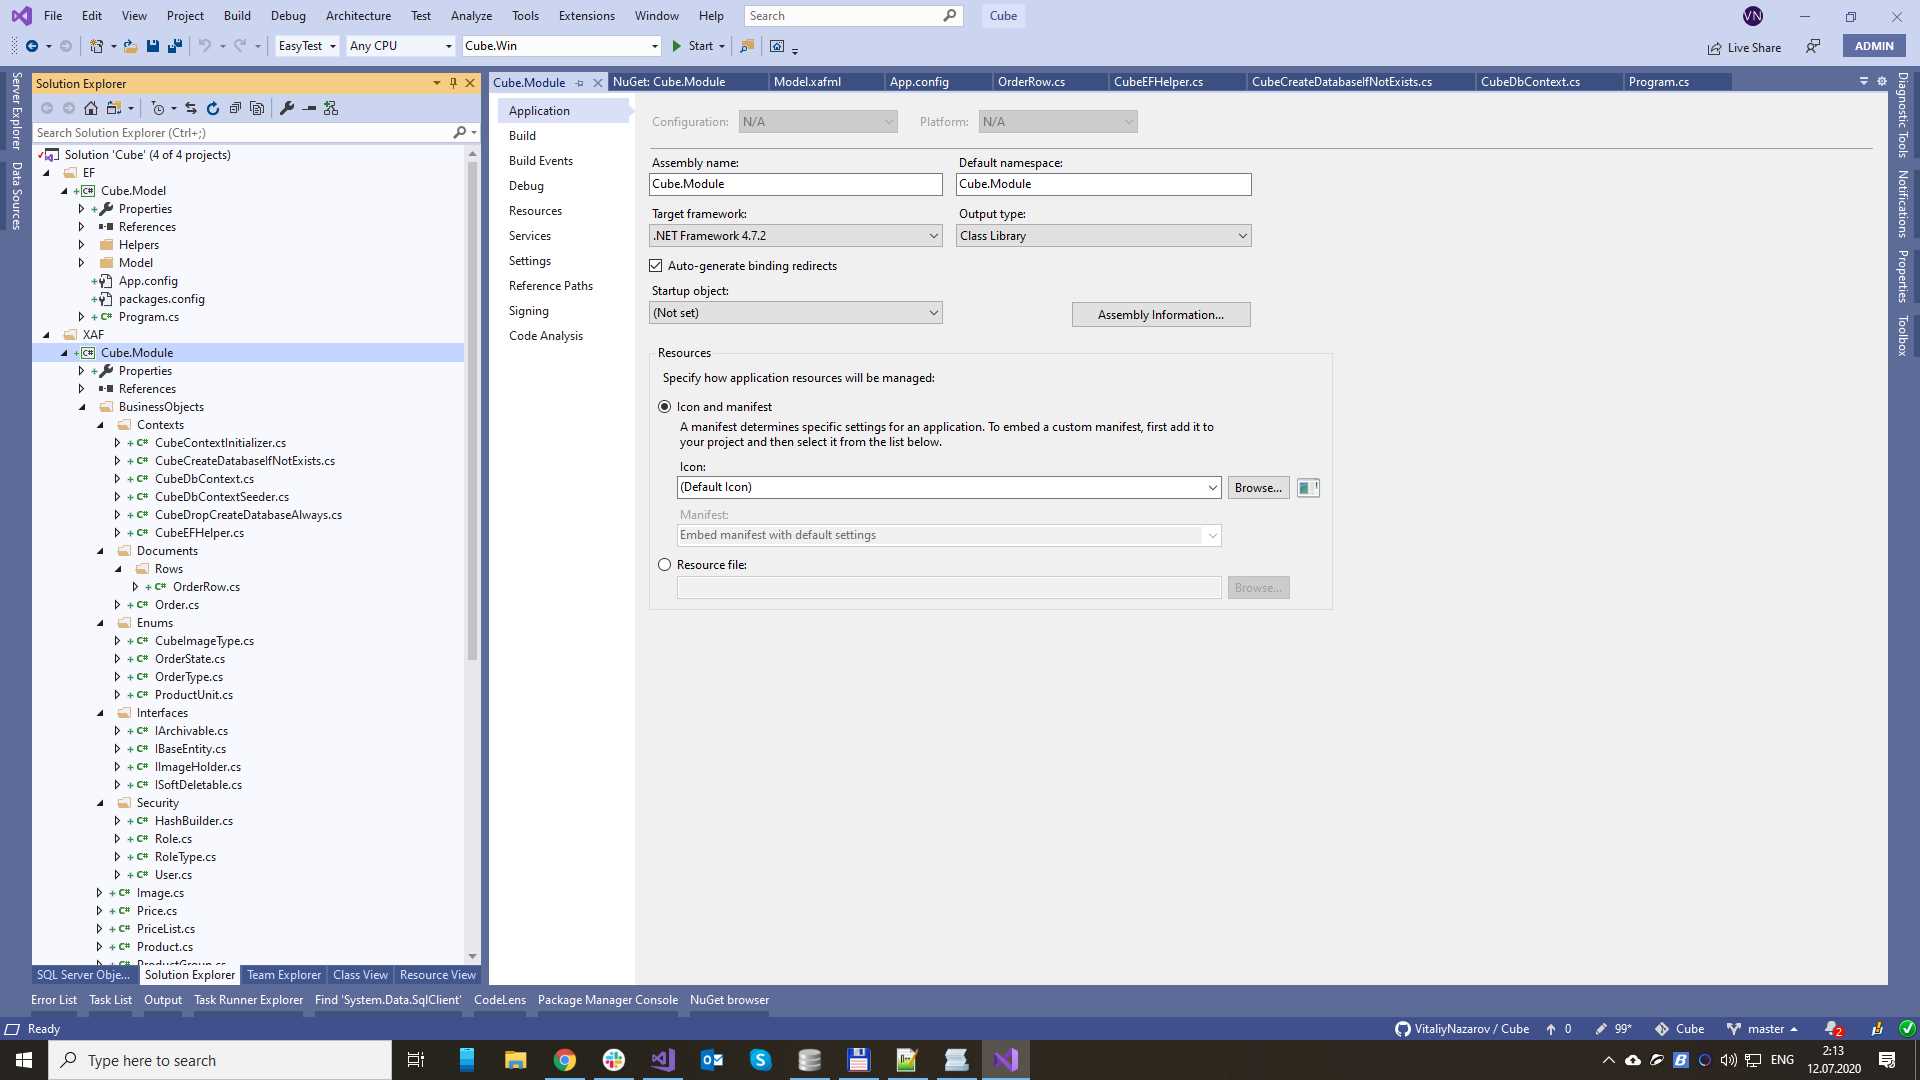 File Edit View Project Build Debug Architecture Test Analyze Tools Extensions Window Help Search Cube VN
EasyTest Any CPU Cube.Win Start Live Share ADMIN
Server Explorer
Data Sources
Solution Explorer
Search Solution Explorer (Ctrl+;)
Solution 'Cube' (4 of 4 projects)
EF
Cube.Model
Properties
References
Helpers
Model
App.config
packages.config
Program.cs
XAF
Cube.Module
Properties
References
BusinessObjects
Contexts
CubeContextInitializer.cs
CubeCreateDatabaseIfNotExists.cs
CubeDbContext.cs
CubeDbContextSeeder.cs
CubeDropCreateDatabaseAlways.cs
CubeEFHelper.cs
Documents
Rows
OrderRow.cs
Order.cs
Enums
CubeImageType.cs
OrderState.cs
OrderType.cs
ProductUnit.cs
Interfaces
IArchivable.cs
IBaseEntity.cs
IImageHolder.cs
ISoftDeletable.cs
Security
HashBuilder.cs
Role.cs
RoleType.cs
User.cs
Image.cs
Price.cs
PriceList.cs
Product.cs
ProductGroup.cs
SQL Server Obje... Solution Explorer Team Explorer Class View Resource View
Cube.Module NuGet: Cube.Module Model.xafml App.config OrderRow.cs CubeEFHelper.cs CubeCreateDatabaseIfNotExists.cs CubeDbContext.cs Program.cs
Application
Build
Build Events
Debug
Resources
Services
Settings
Reference Paths
Signing
Code Analysis
Configuration: N/A Platform: N/A
Assembly name: Default namespace:
Cube.Module Cube.Module
Target framework: Output type:
.NET Framework 4.7.2 Class Library
Auto-generate binding redirects
Startup object:
(Not set) Assembly Information...
Resources
Specify how application resources will be managed:
Icon and manifest
A manifest determines specific settings for an application. To embed a custom manifest, first add it to
your project and then select it from the list below.
Icon:
(Default Icon) Browse...
Manifest:
Embed manifest with default settings
Resource file:
Browse...
Diagnostic Tools
Notifications
Properties
Toolbox
Error List Task List Output Task Runner Explorer Find 'System.Data.SqlClient' CodeLens Package Manager Console NuGet browser
Ready VitaliyNazarov / Cube 0 99* Cube master 2
Type here to search ENG 2:13
12.07.2020